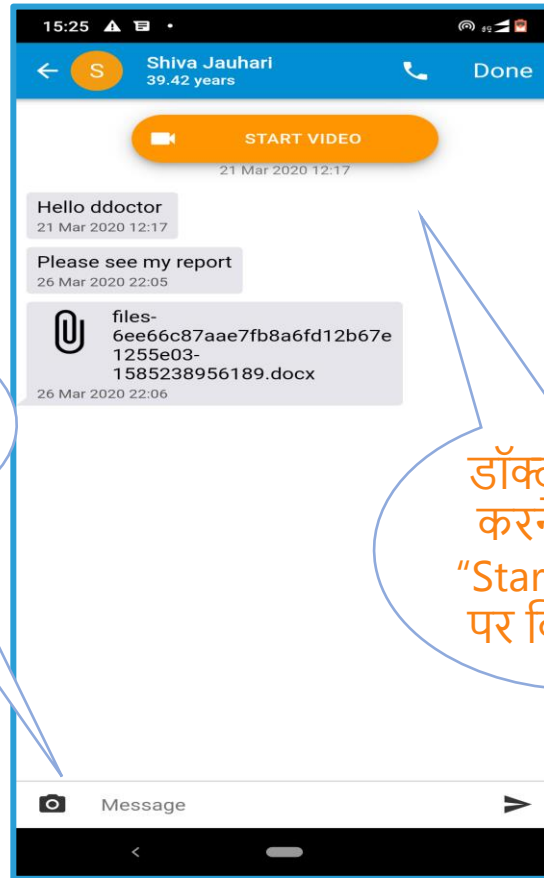 15:25
S
Shiva Jauhari
Done
39.42 years
START VIDEO
21 Mar 2020 12:17
Hello ddoctor
21 Mar 2020 12:17
Please see my report
26 Mar 2020 22:05
files-
6ee66c87aae7fb8a6fd12b67e
1255e03-
1585238956189.docx
26 Mar 2020 22:06
“Star
पर
Message